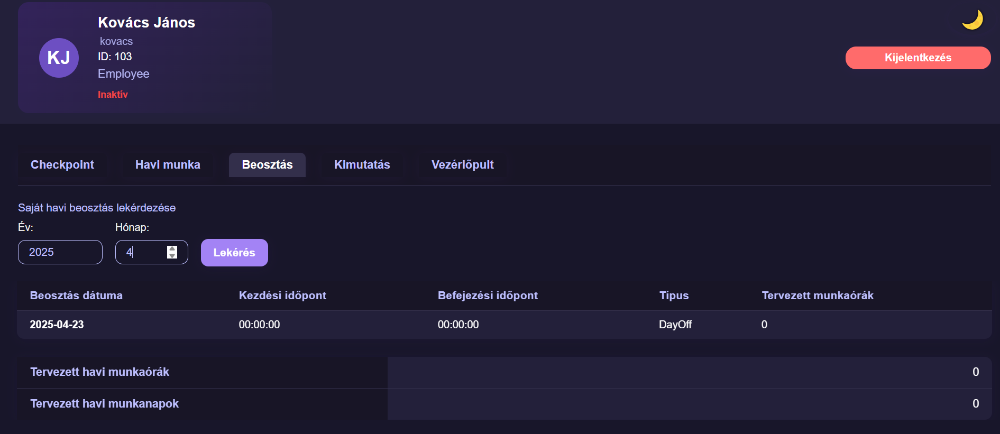 Kovács János
KJ
kovacs
ID: 103
Employee
Inaktív
Kijelentkezés
Checkpoint Havi munka Beosztás Kimutatás Vezérlőpult
Saját havi beosztás lekérdezése
Év: Hónap:
2025 4 Lekérés
Beosztás dátuma Kezdési időpont Befejezési időpont Típus Tervezett munkaórák
2025-04-23 00:00:00 00:00:00 DayOff 0
Tervezett havi munkaórák 0
Tervezett havi munkanapok 0